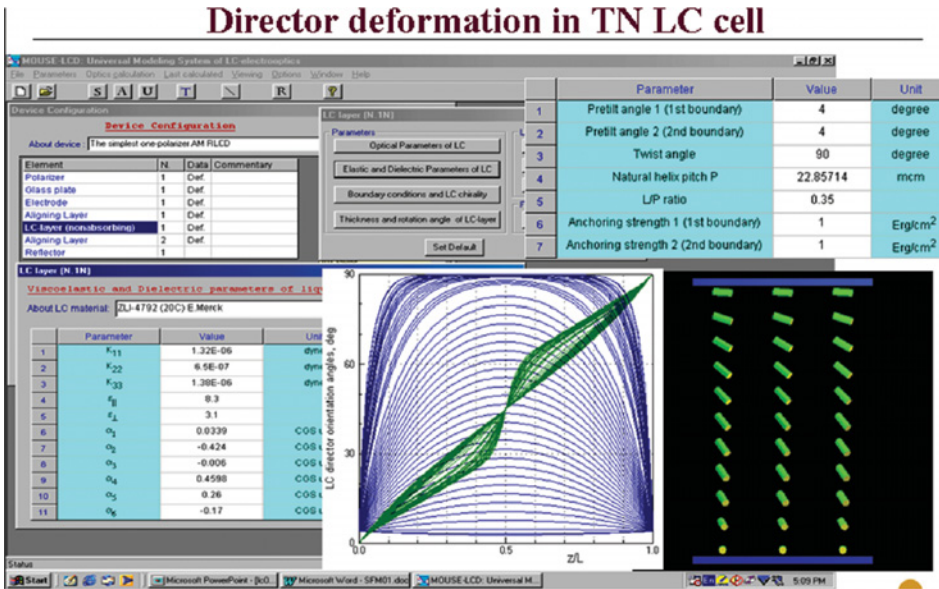 Director deformation in TN LC cell
MOUSE-LCD: Universal Modeling System of LC-electrooptics
File Parameters Optics calculation Last calculated Viewing Options Window Help
S A U T R ?
Device Configuration
Device Configuration
About device: The simplest one-polarizer AM RLCD
Element N. Data Commentary
Polarizer 1 Def.
Glass plate 1 Def.
Electrode 1 Def.
Aligning Layer 1 Def.
LC-layer (nonabsorbing) 1 Def.
Aligning Layer 2 Def.
Reflector 1
LC layer (N.1N)
Parameters
Optical Parameters of LC
Elastic and Dielectric Parameters of LC
Boundary conditions and LC chirality
Thickness and rotation angle of LC-layer
Set Default
Parameter Value Unit
1 Pretilt angle 1 (1st boundary) 4 degree
2 Pretilt angle 2 (2nd boundary) 4 degree
3 Twist angle 90 degree
4 Natural helix pitch P 22.85714 mcm
5 L/P ratio 0.35
6 Anchoring strength 1 (1st boundary) 1 Erg/cm²
7 Anchoring strength 2 (2nd boundary) 1 Erg/cm²
LC layer (N.1N)
Viscoelastic and Dielectric parameters of
About LC material: ZLI-4792 (20C) E.Merck
Parameter Value
1 K₁₁ 1.32E-06
2 K₂₂ 6.5E-07
3 K₃₃ 1.38E-06
4 ε∥ 8.3
5 ε⊥ 3.1
6 α₁ 0.0339 CGS
7 α₂ -0.424 CGS
8 α₃ -0.006 CGS
9 α₄ 0.4598 CGS
10 α₅ 0.26 CGS
11 α₆ -0.17 CGS
LC director orientation angles, deg
90
60
30
0.0 0.5 1.0
z/L
Status
Start Microsoft PowerPoint - [lc0... Microsoft Word - SFM01.doc MOUSE-LCD: Universal M... 5:09 PM